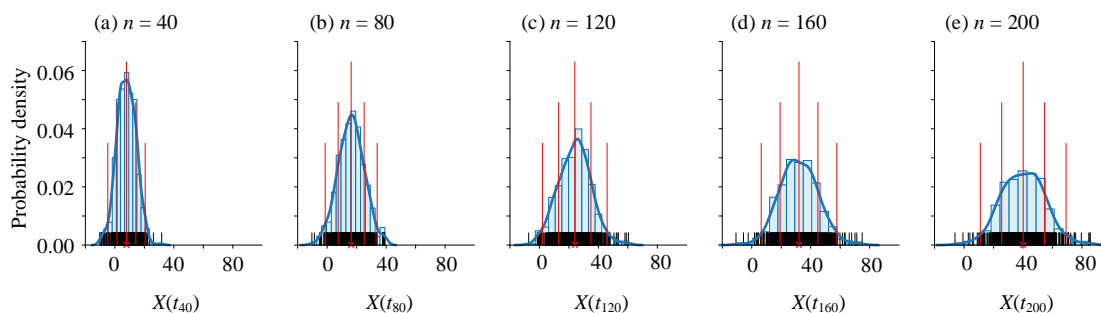 (a) n = 40
(b) n = 80
(c) n = 120
(d) n = 160
(e) n = 200
Probability density
0.06
0.04
0.02
0.00
0 40 80
0 40 80
0 40 80
0 40 80
0 40 80
X(t40)
X(t80)
X(t120)
X(t160)
X(t200)